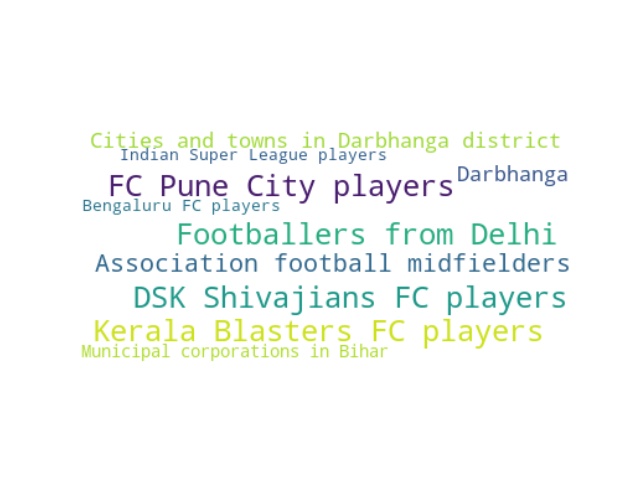 Cities and towns in Darbhanga district
Indian Super League players
Darbhanga
FC Pune City players
Bengaluru FC players
Footballers from Delhi
Association football midfielders
DSK Shivajians FC players
Kerala Blasters FC players
Municipal corporations in Bihar